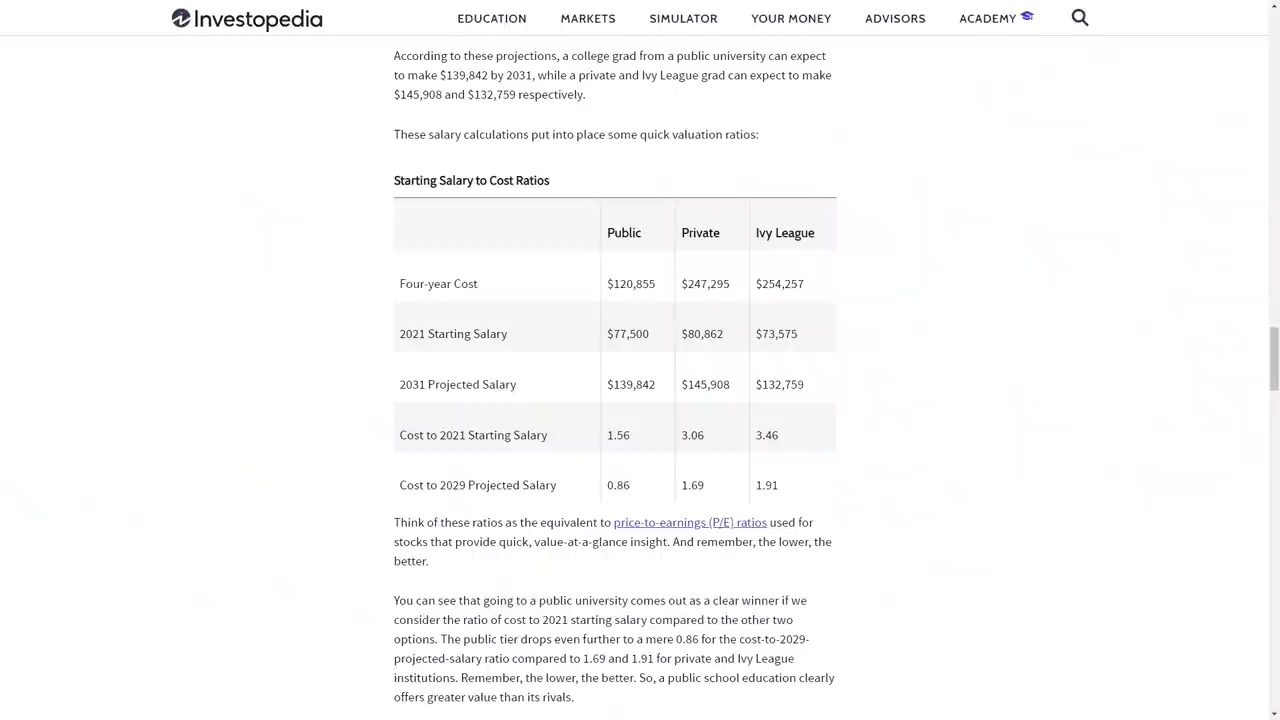 Investopedia
EDUCATION MARKETS SIMULATOR YOUR MONEY ADVISORS ACADEMY
According to these projections, a college grad from a public university can expect
to make $139,842 by 2031, while a private and Ivy League grad can expect to make
$145,908 and $132,759 respectively.
These salary calculations put into place some quick valuation ratios:
Starting Salary to Cost Ratios
Public Private Ivy League
Four-year Cost $120,855 $247,295 $254,257
2021 Starting Salary $77,500 $80,862 $73,575
2031 Projected Salary $139,842 $145,908 $132,759
Cost to 2021 Starting Salary 1.56 3.06 3.46
Cost to 2029 Projected Salary 0.86 1.69 1.91
Think of these ratios as the equivalent to price-to-earnings (P/E) ratios used for
stocks that provide quick, value-at-a-glance insight. And remember, the lower, the
better.
You can see that going to a public university comes out as a clear winner if we
consider the ratio of cost to 2021 starting salary compared to the other two
options. The public tier drops even further to a mere 0.86 for the cost-to-2029-
projected-salary ratio compared to 1.69 and 1.91 for private and Ivy League
institutions. Remember, the lower, the better. So, a public school education clearly
offers greater value than its rivals.